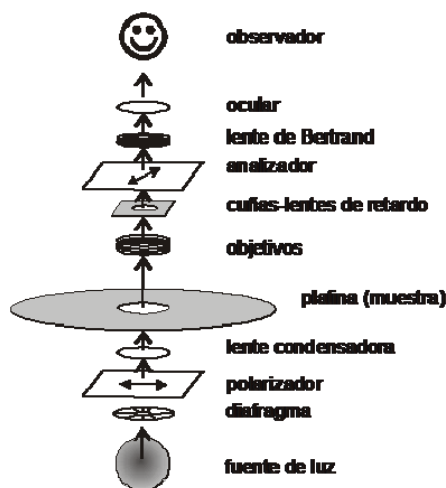 observador
ocular
lente de Bertrand
analizador
cuñas-lentes de retardo
objetivos
platina (muestra)
lente condensadora
polarizador
diafragma
fuente de luz